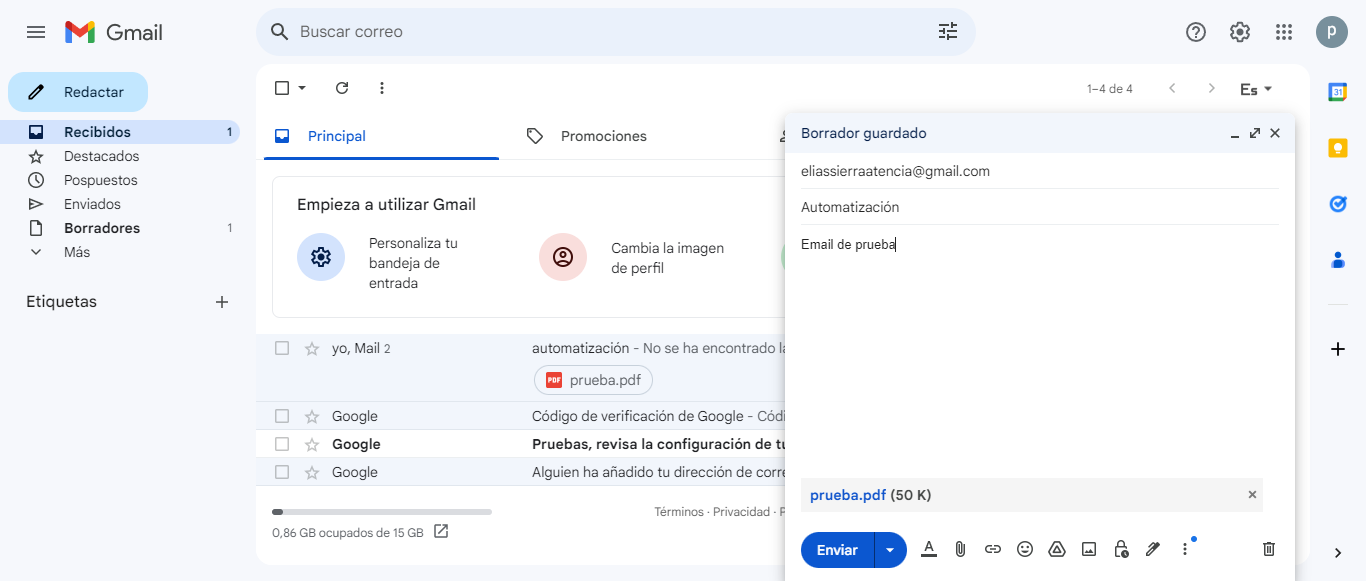 Gmail
Buscar correo
p
Redactar
1–4 de 4
Es
31
Recibidos 1
Destacados
Pospuestos
Enviados
Borradores 1
Más
Etiquetas
Principal
Promociones
Empieza a utilizar Gmail
Personaliza tu
bandeja de
entrada
Cambia la imagen
de perfil
yo, Mail 2 automatización - No se ha encontrado la
PDF prueba.pdf
Google Código de verificación de Google - Códi
Google Pruebas, revisa la configuración de tu
Google Alguien ha añadido tu dirección de corre
Términos · Privacidad · P
0,86 GB ocupados de 15 GB
Borrador guardado
eliassierraatencia@gmail.com
Automatización
Email de prueba
prueba.pdf (50 K)
Enviar